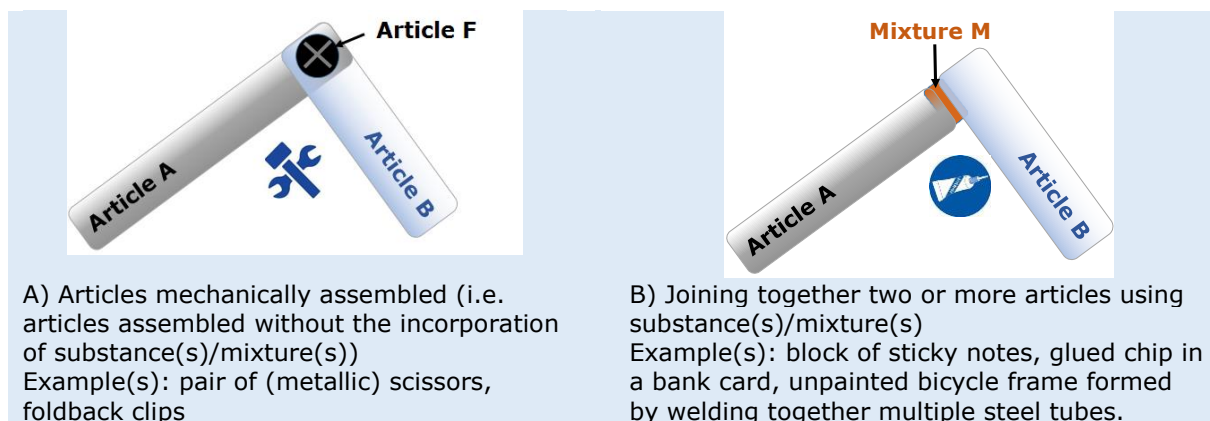 Article F
Article A
Article B
A) Articles mechanically assembled (i.e.
articles assembled without the incorporation
of substance(s)/mixture(s))
Example(s): pair of (metallic) scissors,
foldback clips
Mixture M
Article A
Article B
B) Joining together two or more articles using
substance(s)/mixture(s)
Example(s): block of sticky notes, glued chip in
a bank card, unpainted bicycle frame formed
by welding together multiple steel tubes.